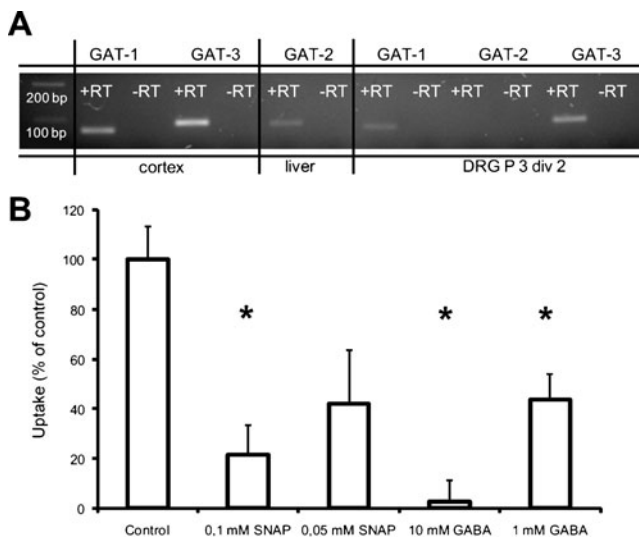 A
GAT-1 GAT-3 GAT-2 GAT-1 GAT-2 GAT-3
200 bp +RT -RT +RT -RT +RT -RT +RT -RT +RT -RT +RT -RT
100 bp
cortex liver DRG P 3 div 2
B
120
100
80
60
40
20
0
Uptake (% of control)
* * *
Control 0,1 mM SNAP 0,05 mM SNAP 10 mM GABA 1 mM GABA